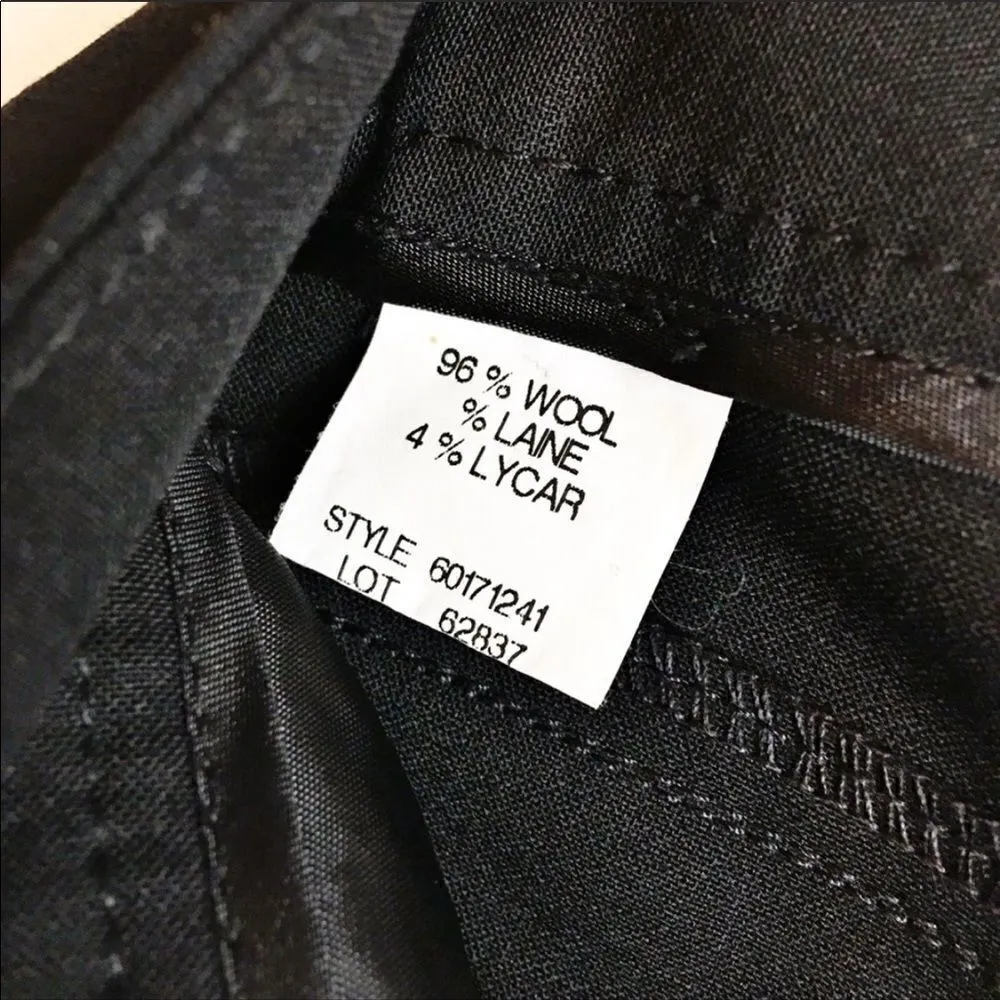 96 % WOOL
% LAINE
4 % LYCAR
STYLE 60171241
LOT 62837